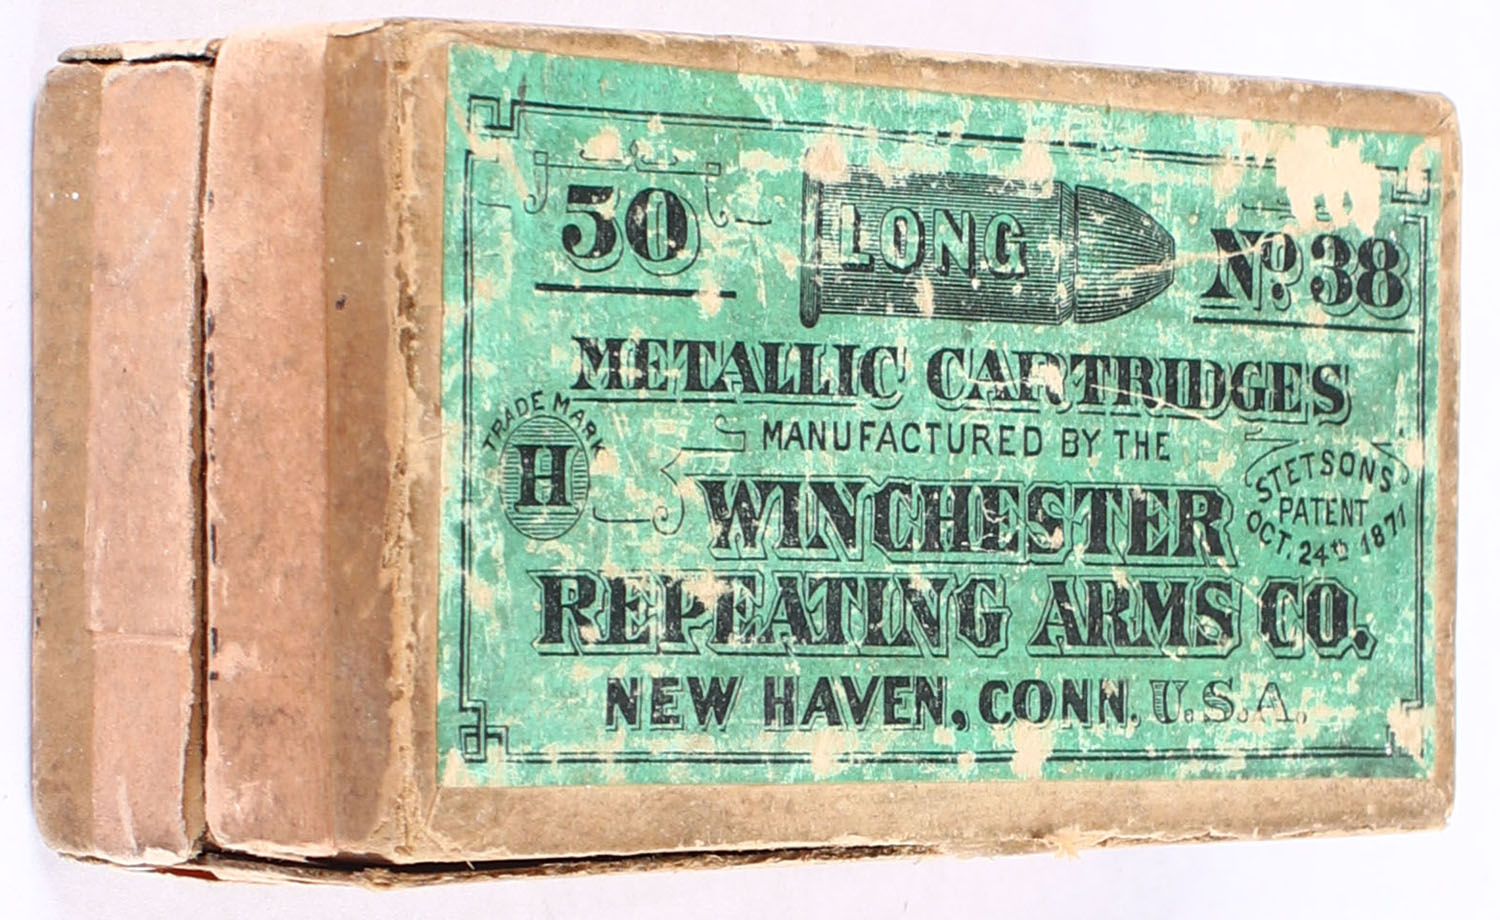 50
LONG
No. 38
METALLIC CARTRIDGES
TRADE MARK
H
MANUFACTURED BY THE
STETSONS
PATENT
OCT. 24th 1871
WINCHESTER
REPEATING ARMS CO.
NEW HAVEN, CONN. U.S.A.